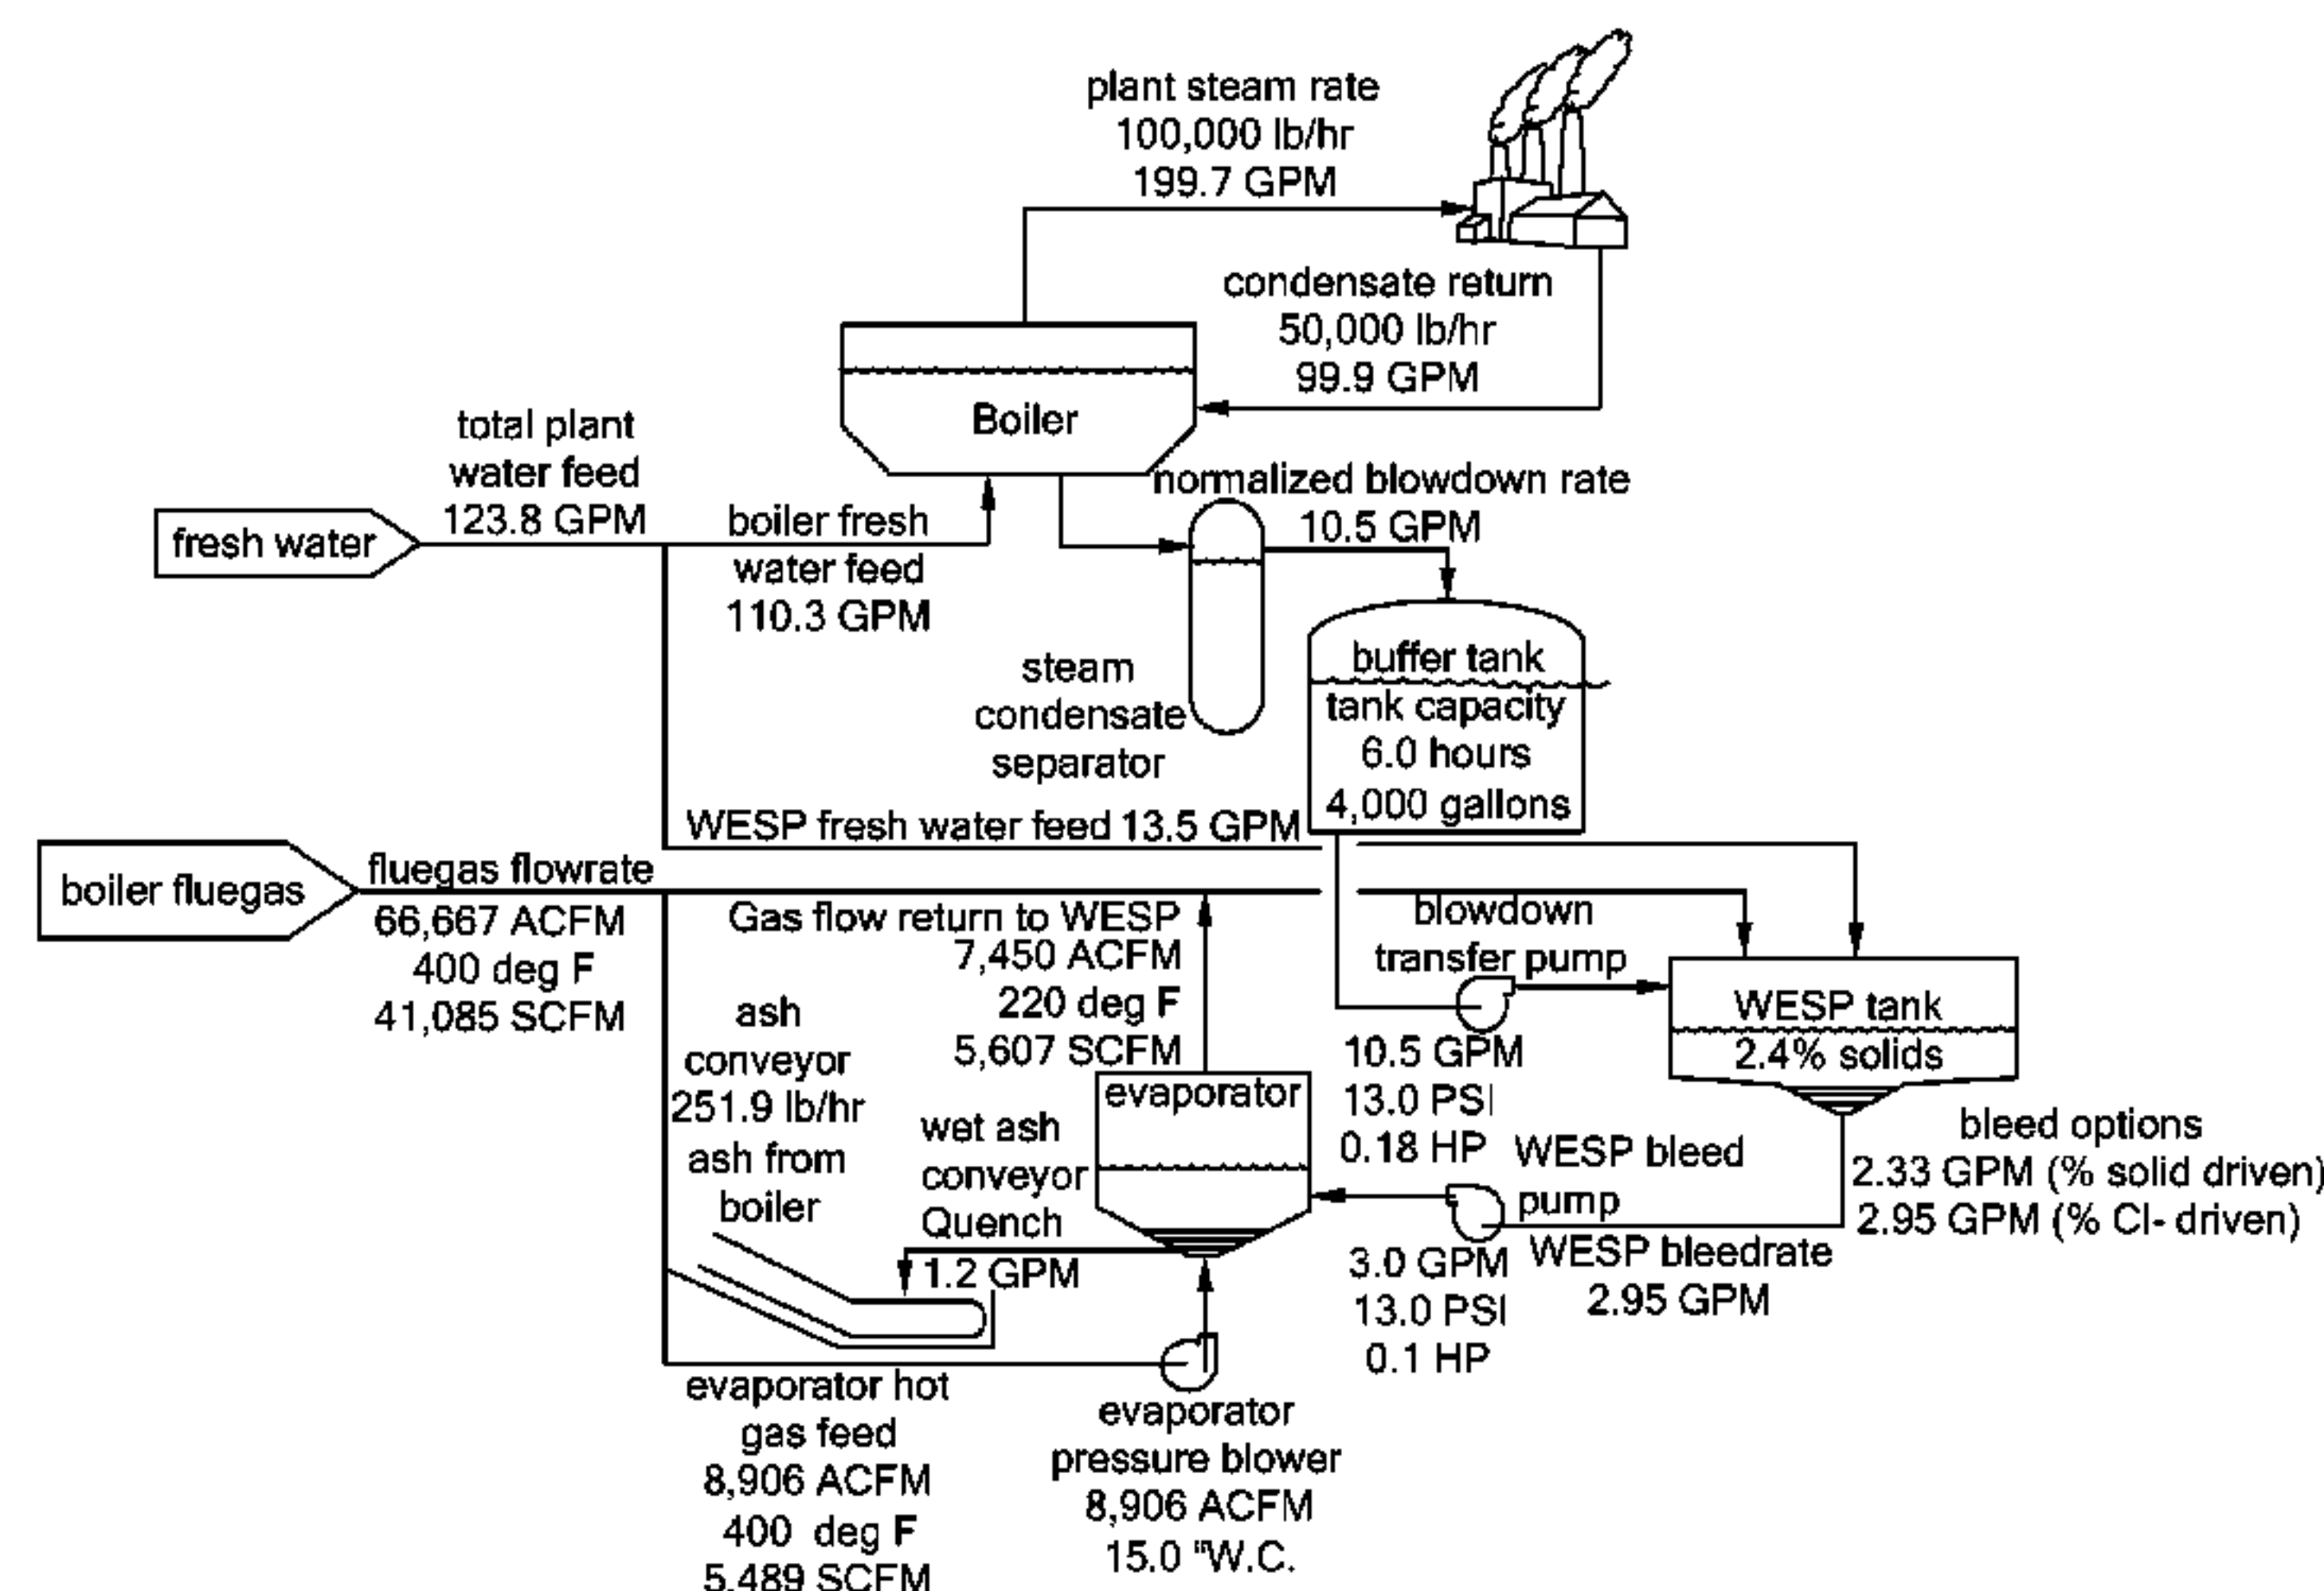 plant steam rate
100,000 lb/hr
199.7 GPM
condensate return
50,000 lb/hr
99.9 GPM
Boiler
total plant
water feed
123.8 GPM
fresh water
boiler fresh
water feed
110.3 GPM
normalized blowdown rate
10.5 GPM
steam
condensate
separator
buffer tank
tank capacity
6.0 hours
4,000 gallons
WESP fresh water feed 13.5 GPM
boiler fluegas
fluegas flowrate
66,667 ACFM
400 deg F
41,085 SCFM
Gas flow return to WESP
7,450 ACFM
220 deg F
5,607 SCFM
blowdown
transfer pump
10.5 GPM
13.0 PSI
0.18 HP
WESP tank
2.4% solids
ash
conveyor
251.9 lb/hr
ash from
boiler
wet ash
conveyor
Quench
1.2 GPM
evaporator
WESP bleed
pump
3.0 GPM
13.0 PSI
0.1 HP
WESP bleedrate
2.95 GPM
bleed options
2.33 GPM (% solid driven)
2.95 GPM (% Cl- driven)
evaporator hot
gas feed
8,906 ACFM
400 deg F
5,489 SCFM
evaporator
pressure blower
8,906 ACFM
15.0 "W.C.